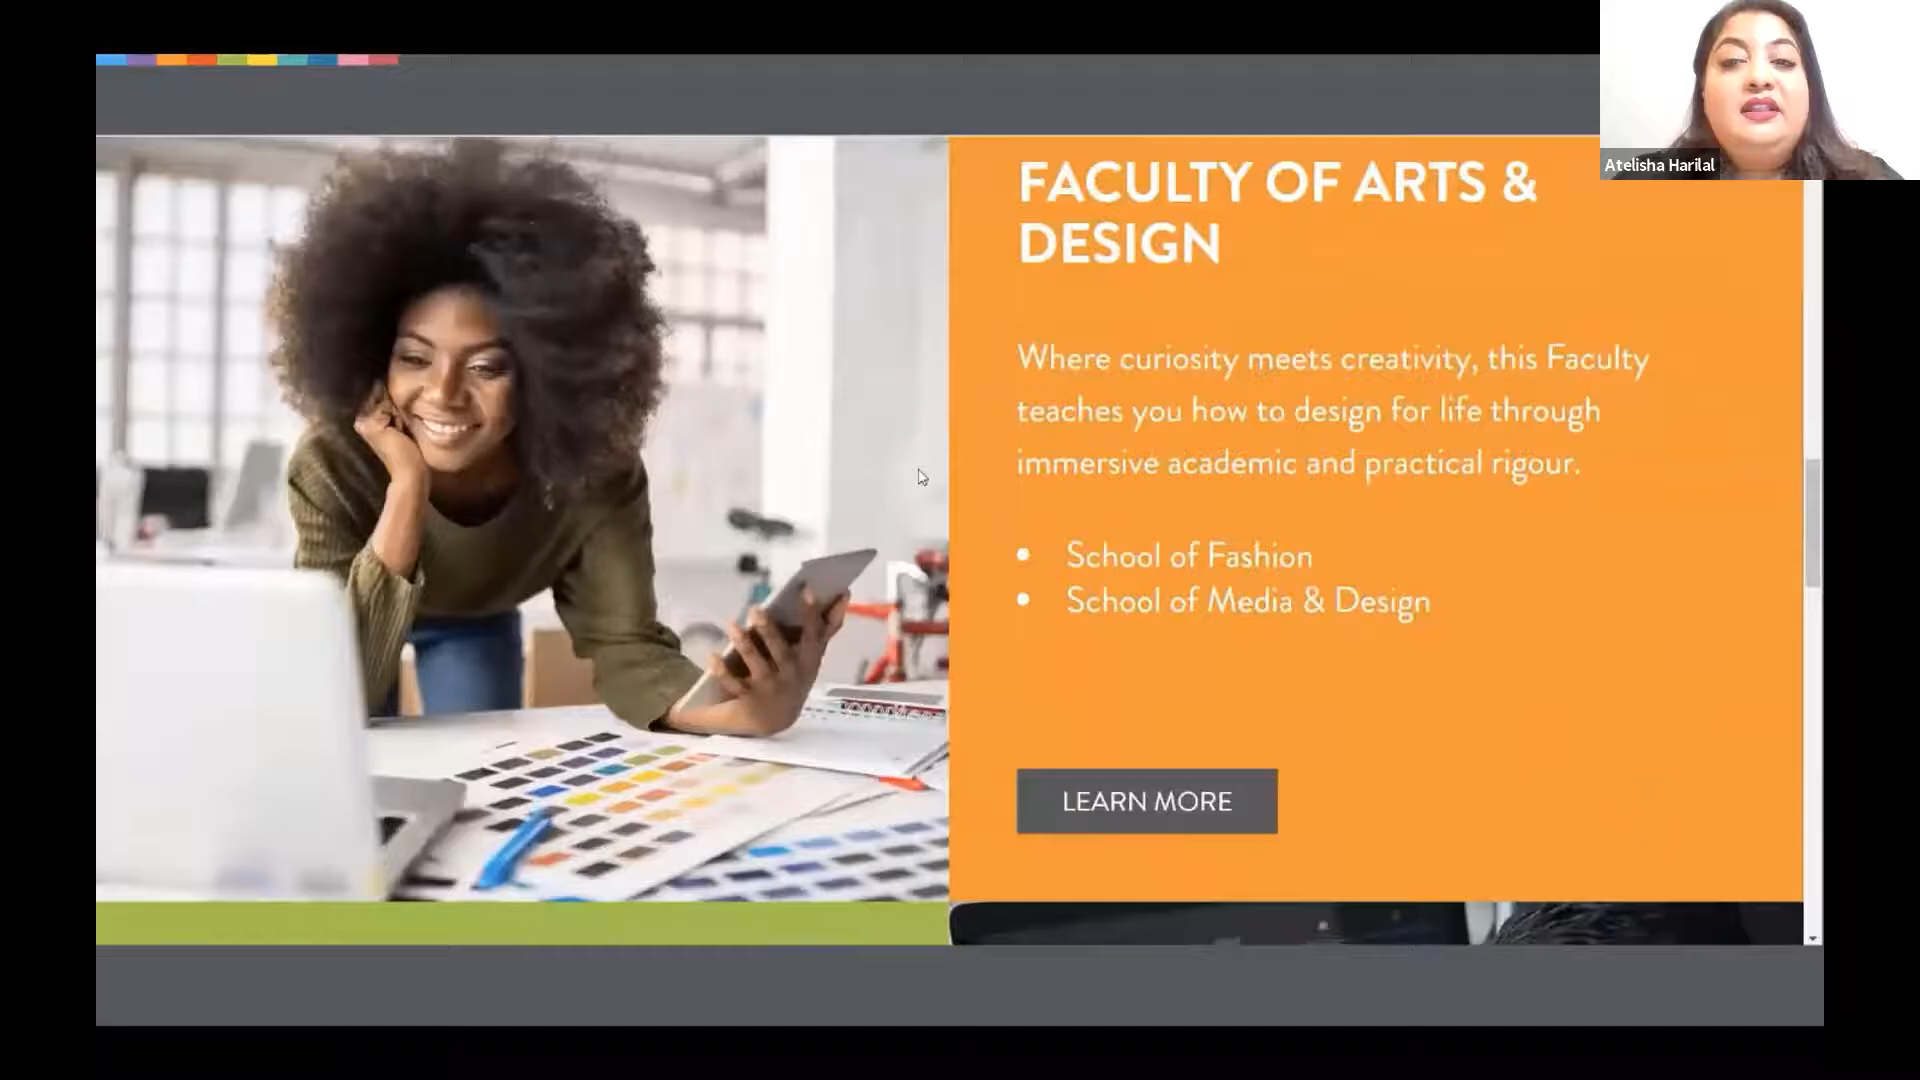 Atelisha Harilal
FACULTY OF ARTS &
DESIGN
Where curiosity meets creativity, this Faculty
teaches you how to design for life through
immersive academic and practical rigour.
• School of Fashion
• School of Media & Design
LEARN MORE